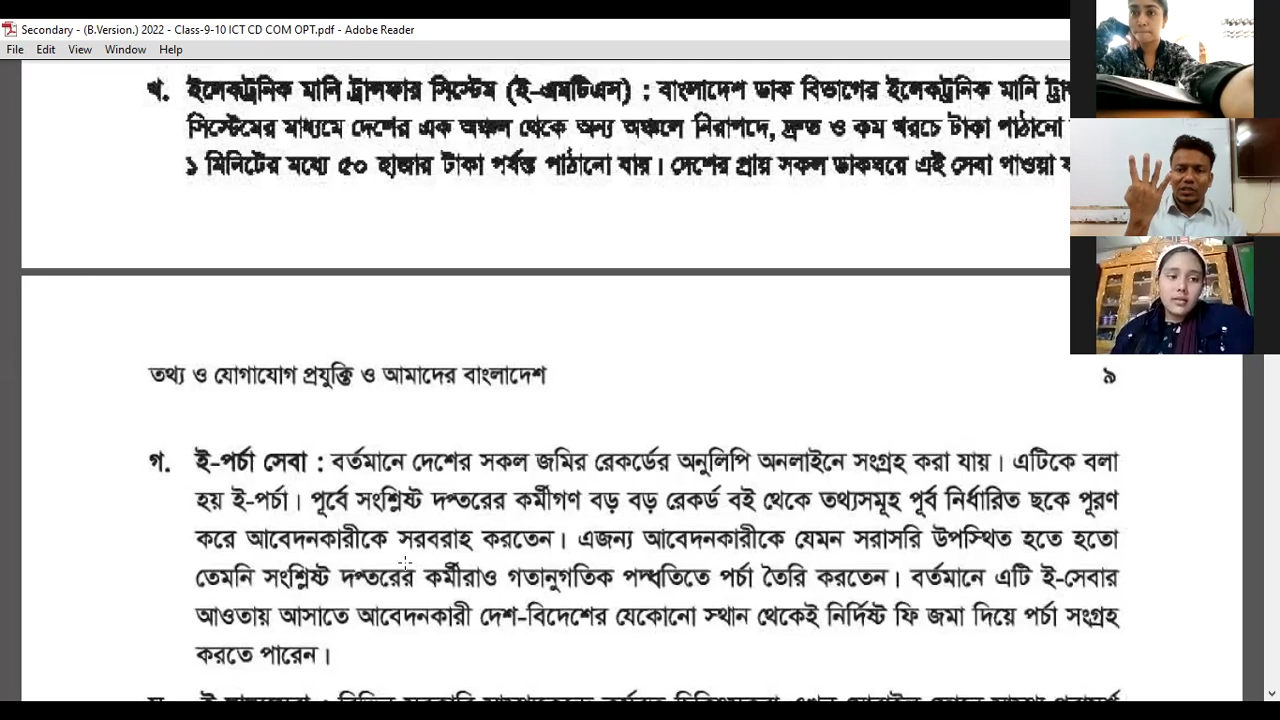 Secondary - (B.Version.) 2022 - Class-9-10 ICT CD COM OPT.pdf - Adobe Reader
File Edit View Window Help
খ. ইলেকট্রনিক মানি ট্রান্সফার সিস্টেম (ই-এমটিএস) : বাংলাদেশ ডাক বিভাগের ইলেকট্রনিক মানি
সিস্টেমের মাধ্যমে দেশের এক অঞ্চল থেকে অন্য অঞ্চলে নিরাপদে, দ্রুত ও কম খরচে টাকা পাঠানো
১ মিনিটের মধ্যে ৫০ হাজার টাকা পর্যন্ত পাঠানো যায়। দেশের প্রায় সকল ডাকঘরে এই সেবা পাওয়া
তথ্য ও যোগাযোগ প্রযুক্তি ও আমাদের বাংলাদেশ ৯
গ. ই-পর্চা সেবা : বর্তমানে দেশের সকল জমির রেকর্ডের অনুলিপি অনলাইনে সংগ্রহ করা যায়। এটিকে বলা
হয় ই-পর্চা। পূর্বে সংশ্লিষ্ট দপ্তরের কর্মীগণ বড় বড় রেকর্ড বই থেকে তথ্যসমূহ পূর্ব নির্ধারিত ছকে পূরণ
করে আবেদনকারীকে সরবরাহ করতেন। এজন্য আবেদনকারীকে যেমন সরাসরি উপস্থিত হতে হতো
তেমনি সংশ্লিষ্ট দপ্তরের কর্মীরাও গতানুগতিক পদ্ধতিতে পর্চা তৈরি করতেন। বর্তমানে এটি ই-সেবার
আওতায় আসাতে আবেদনকারী দেশ-বিদেশের যেকোনো স্থান থেকেই নির্দিষ্ট ফি জমা দিয়ে পর্চা সংগ্রহ
করতে পারেন।